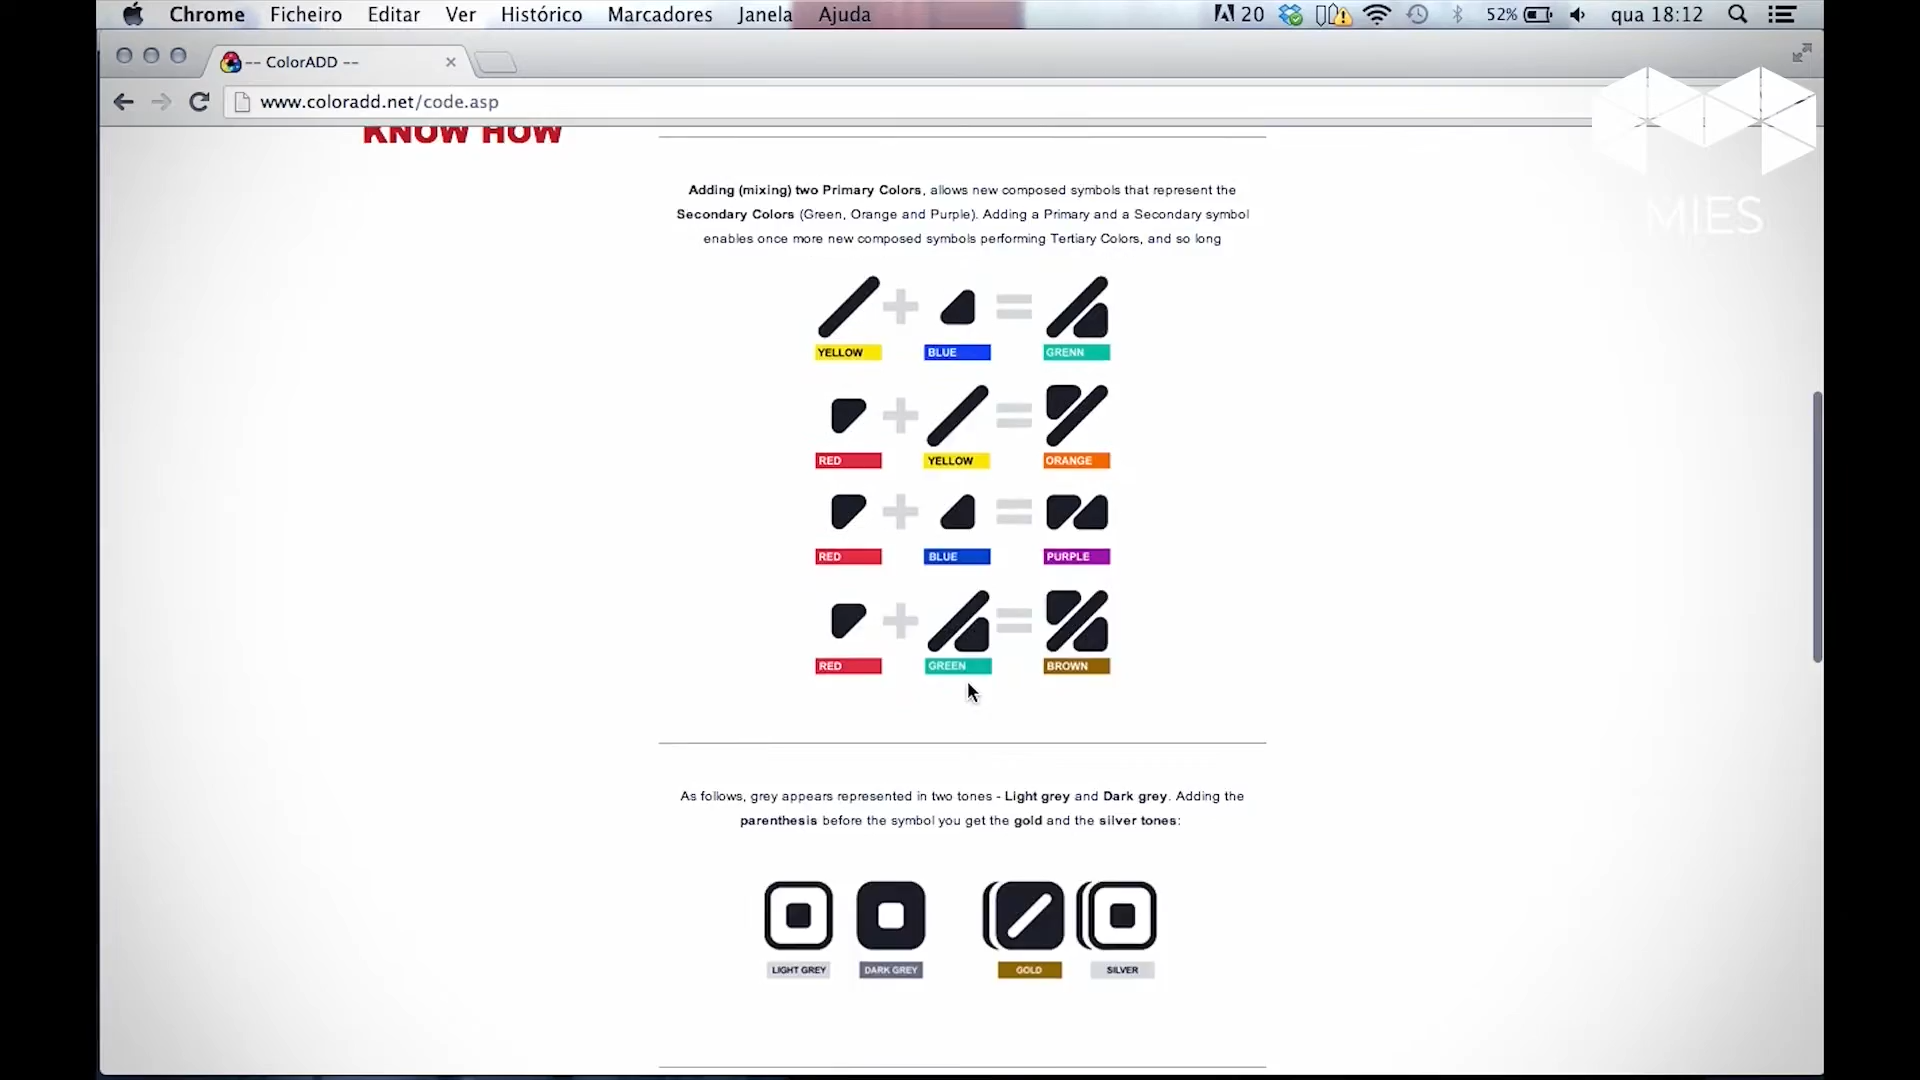 Chrome Ficheiro Editar Ver Histórico Marcadores Janela Ajuda 20 52% qua 18:12
-- ColorADD --
www.coloradd.net/code.asp
KNOW HOW
MIES
Adding (mixing) two Primary Colors, allows new composed symbols that represent the
Secondary Colors (Green, Orange and Purple). Adding a Primary and a Secondary symbol
enables once more new composed symbols performing Tertiary Colors, and so long
YELLOW BLUE GRENN
RED YELLOW ORANGE
RED BLUE PURPLE
RED GREEN BROWN
As follows, grey appears represented in two tones - Light grey and Dark grey. Adding the
parenthesis before the symbol you get the gold and the silver tones:
LIGHT GREY DARK GREY GOLD SILVER